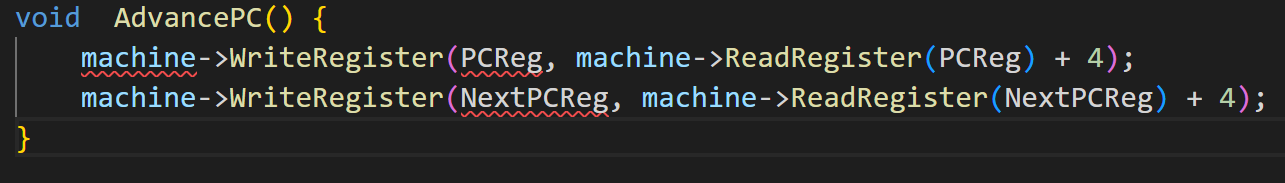 void  AdvancePC() {
    machine->WriteRegister(PCReg, machine->ReadRegister(PCReg) + 4);
    machine->WriteRegister(NextPCReg, machine->ReadRegister(NextPCReg) + 4);
}